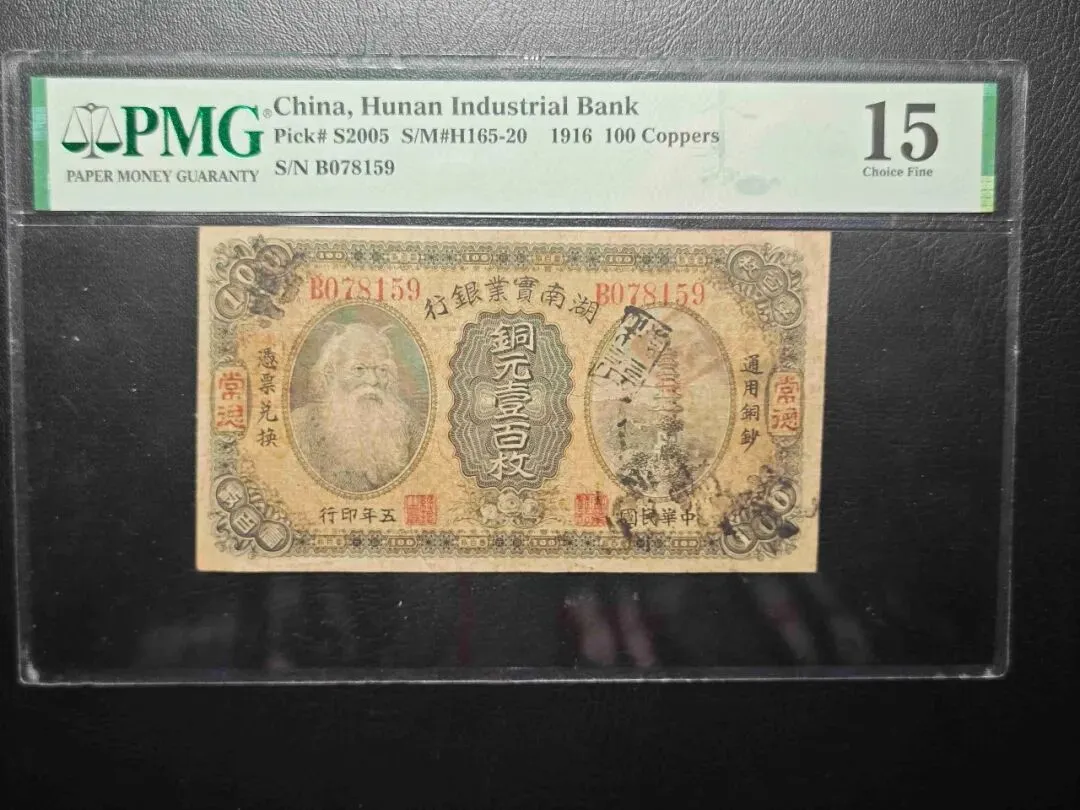 PMG®
PAPER MONEY GUARANTY
China, Hunan Industrial Bank
Pick# S2005 S/M#H165-20 1916 100 Coppers
S/N B078159
15
Choice Fine
100
B078159
B078159
行銀業實南湖
銅元壹百枚
憑票兑換
常德
通用銅鈔
常德
行印年五
國民華中
100